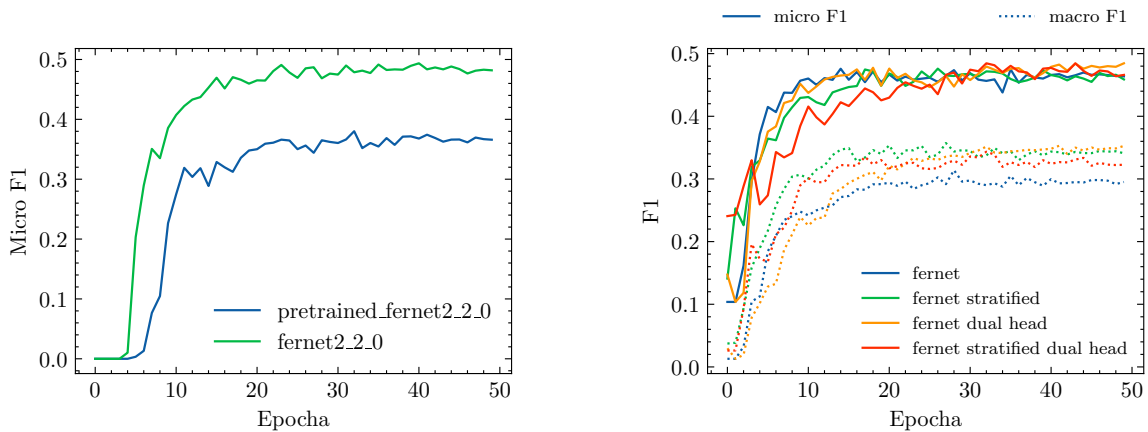 0.5
0.4
0.3
0.2
0.1
0.0
Micro F1
pretrained_fernet2_2_0
fernet2_2_0
0
10
20
30
40
50
Epocha
micro F1
macro F1
0.5
0.4
0.3
0.2
0.1
0.0
F1
fernet
fernet stratified
fernet dual head
fernet stratified dual head
0
10
20
30
40
50
Epocha